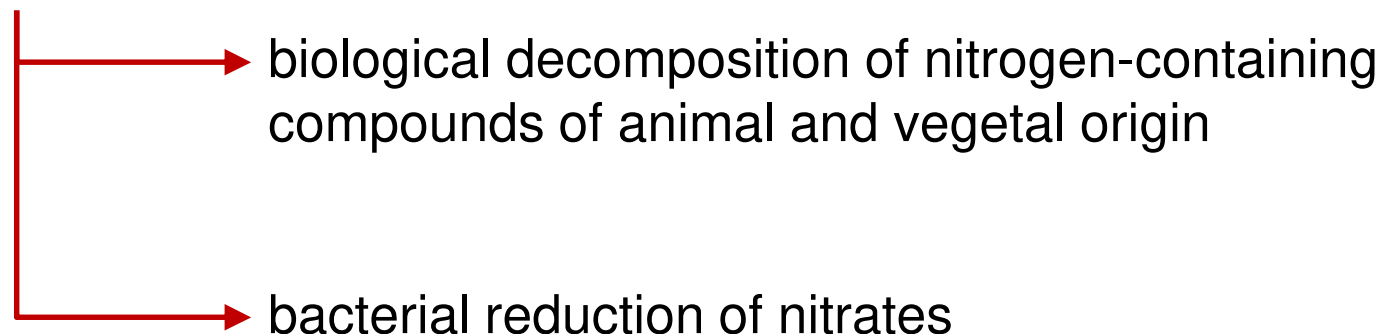 biological decomposition of nitrogen-containing
compounds of animal and vegetal origin
bacterial reduction of nitrates